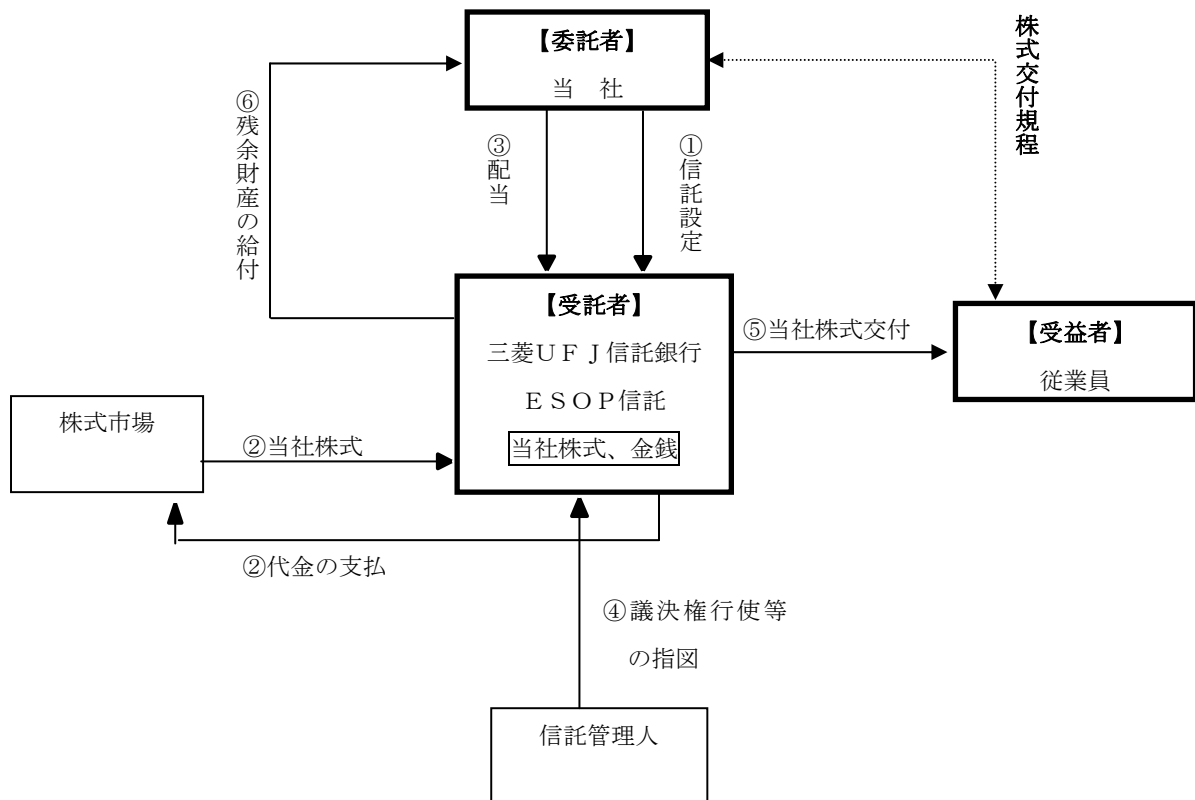 【委託者】
当　社
株式交付規程
⑥残余財産の給付
③配当
①信託設定
【受託者】
三菱ＵＦＪ信託銀行
ＥＳＯＰ信託
当社株式、金銭
⑤当社株式交付
【受益者】
従業員
株式市場
②当社株式
②代金の支払
④議決権行使等
の指図
信託管理人